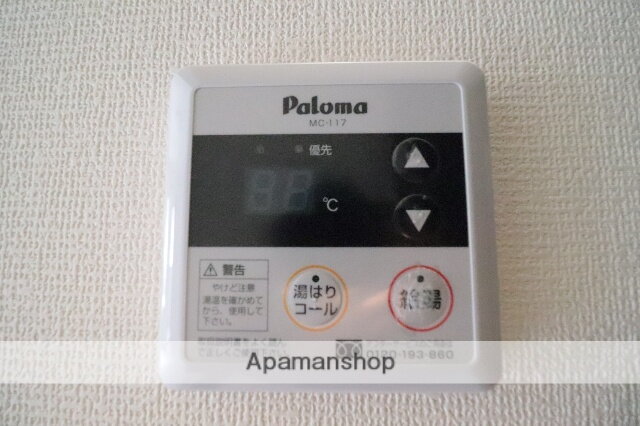 Paloma
MC-117
優先
℃
警告
やけど注意
湯温を確かめて
から、使用して
下さい
湯はり
コール
給湯
0120-193-860
Apamanshop